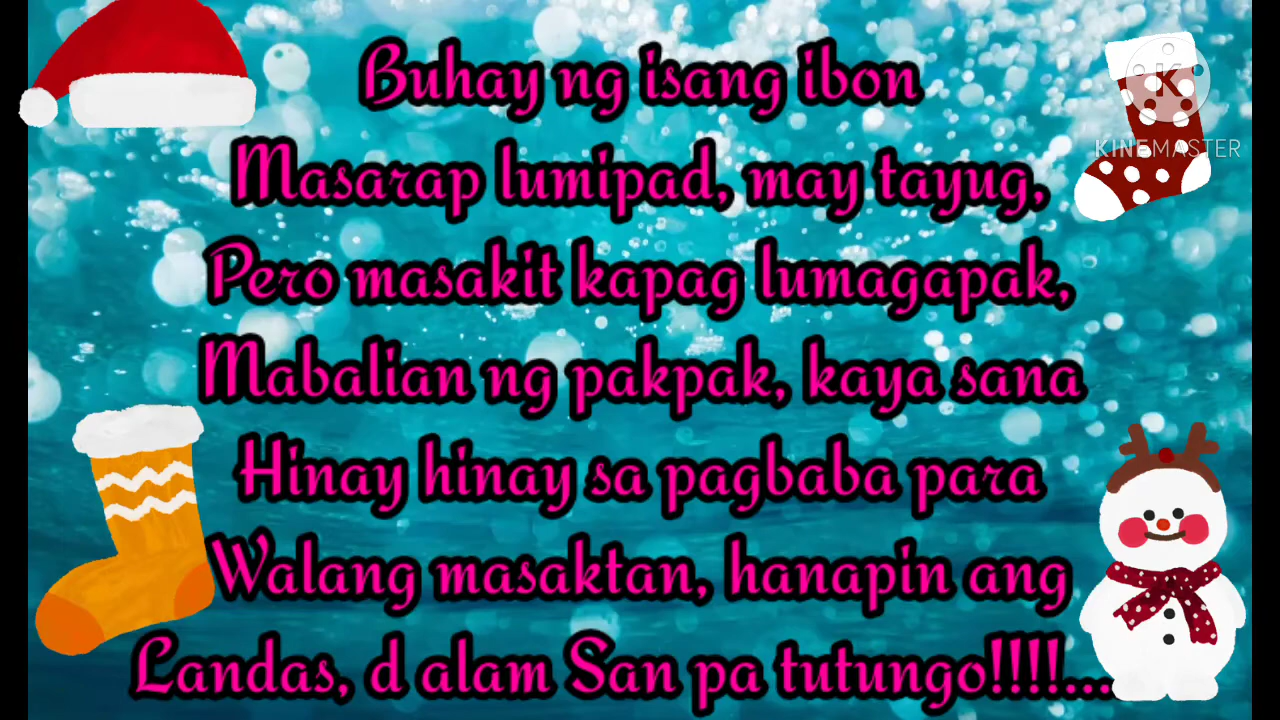 Buhay ng isang ibon
Masarap lumipad, may tayug,
Pero masakit kapag lumagapak,
Mabalian ng pakpak, kaya sana
Hinay hinay sa pagbaba para
Walang masaktan, hanapin ang
Landas, d alam San pa tutungo!!!!...
K
KINEMASTER